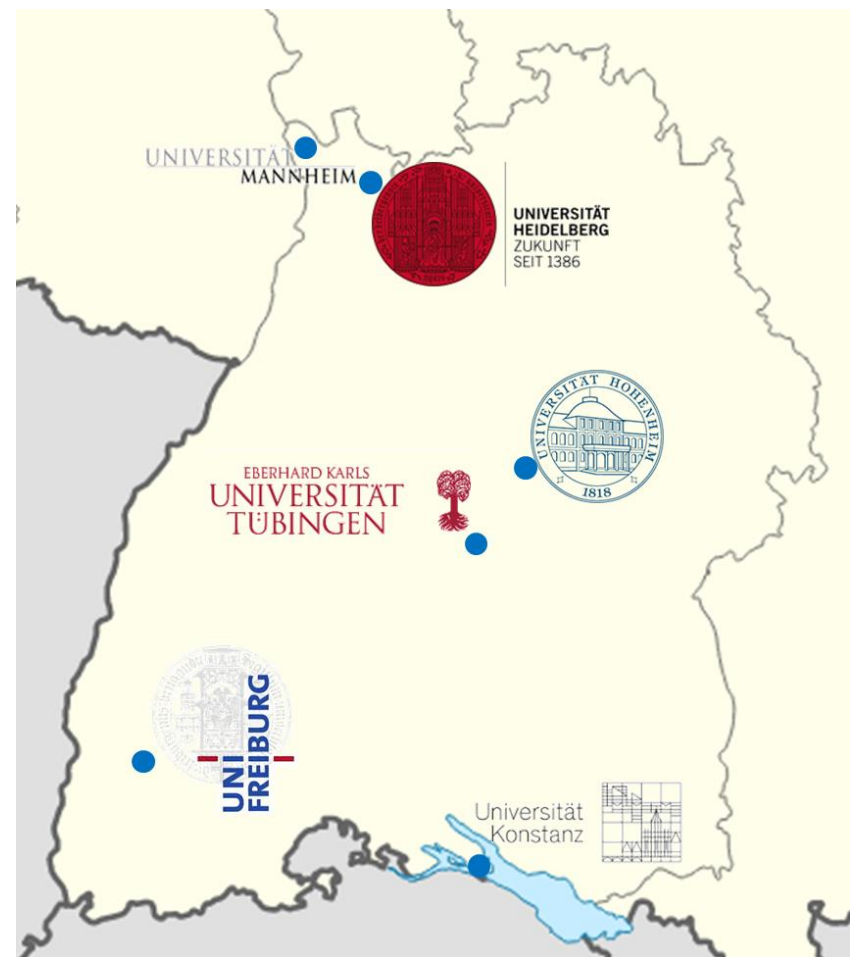 UNIVERSITÄT
MANNHEIM
UNIVERSITÄT
HEIDELBERG
ZUKUNFT
SEIT 1386
UNIVERSITÄT HOHENHEIM
1818
EBERHARD KARLS
UNIVERSITÄT
TÜBINGEN
UNI
FREIBURG
Universität
Konstanz